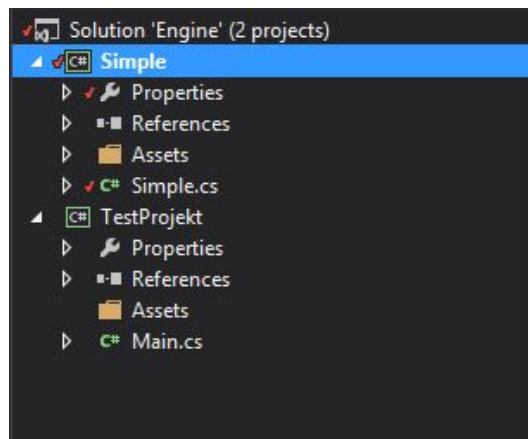 Solution 'Engine' (2 projects)
C# Simple
Properties
References
Assets
C# Simple.cs
C# TestProjekt
Properties
References
Assets
C# Main.cs